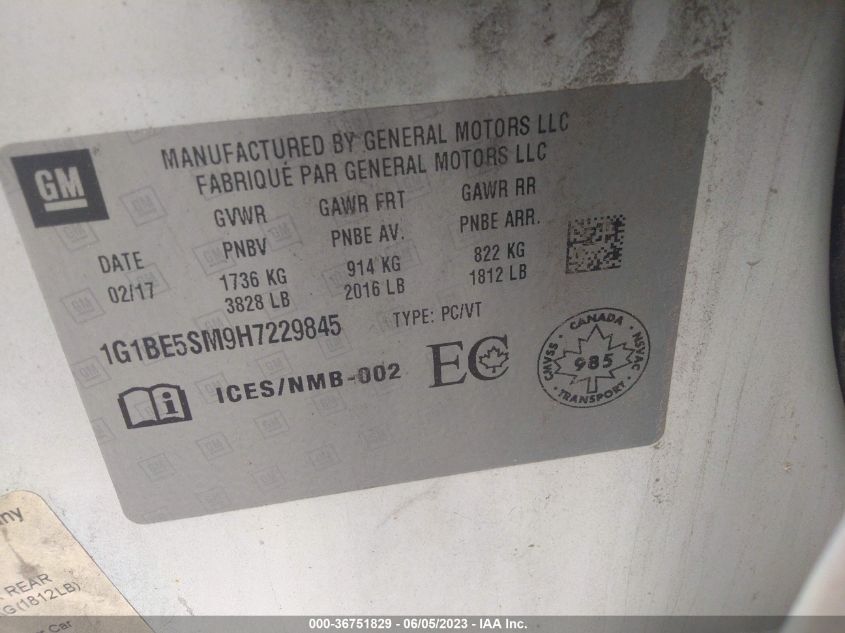 GM
MANUFACTURED BY GENERAL MOTORS LLC
FABRIQUÉ PAR GENERAL MOTORS LLC
DATE GVWR GAWR FRT GAWR RR
PNBV PNBE AV. PNBE ARR.
02/17 1736 KG 914 KG 822 KG
3828 LB 2016 LB 1812 LB
1G1BE5SM9H7229845 TYPE: PC/VT
i ICES/NMB-002 EC
CANADA
CMVSS 985 NSVAC
TRANSPORT
REAR
(1812LB)
Car
000-36751829 - 06/05/2023 - IAA Inc.